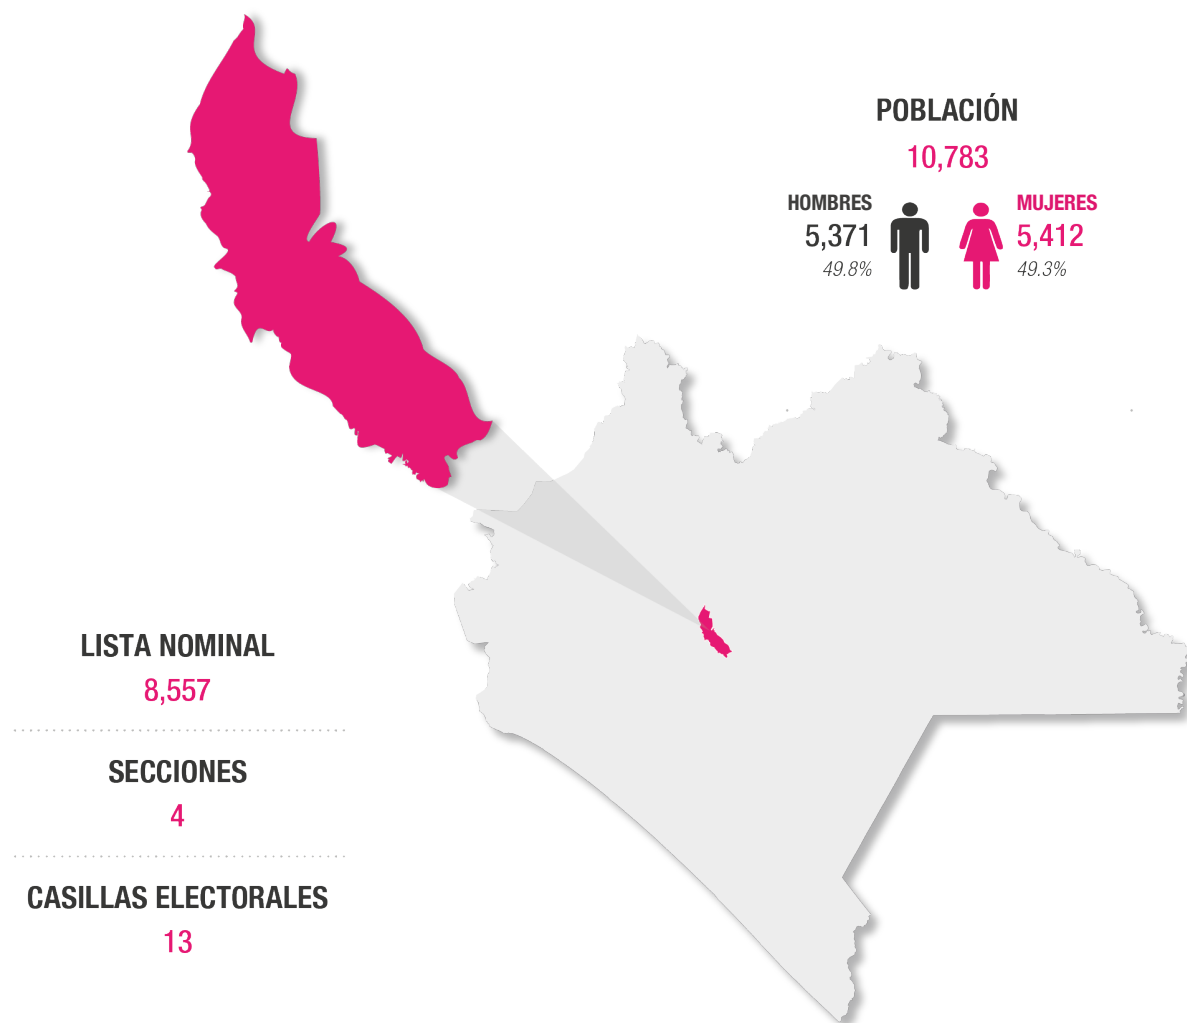 POBLACIÓN
10,783
HOMBRES
5,371
49.8%
MUJERES
5,412
49.3%
LISTA NOMINAL
8,557
SECCIONES
4
CASILLAS ELECTORALES
13